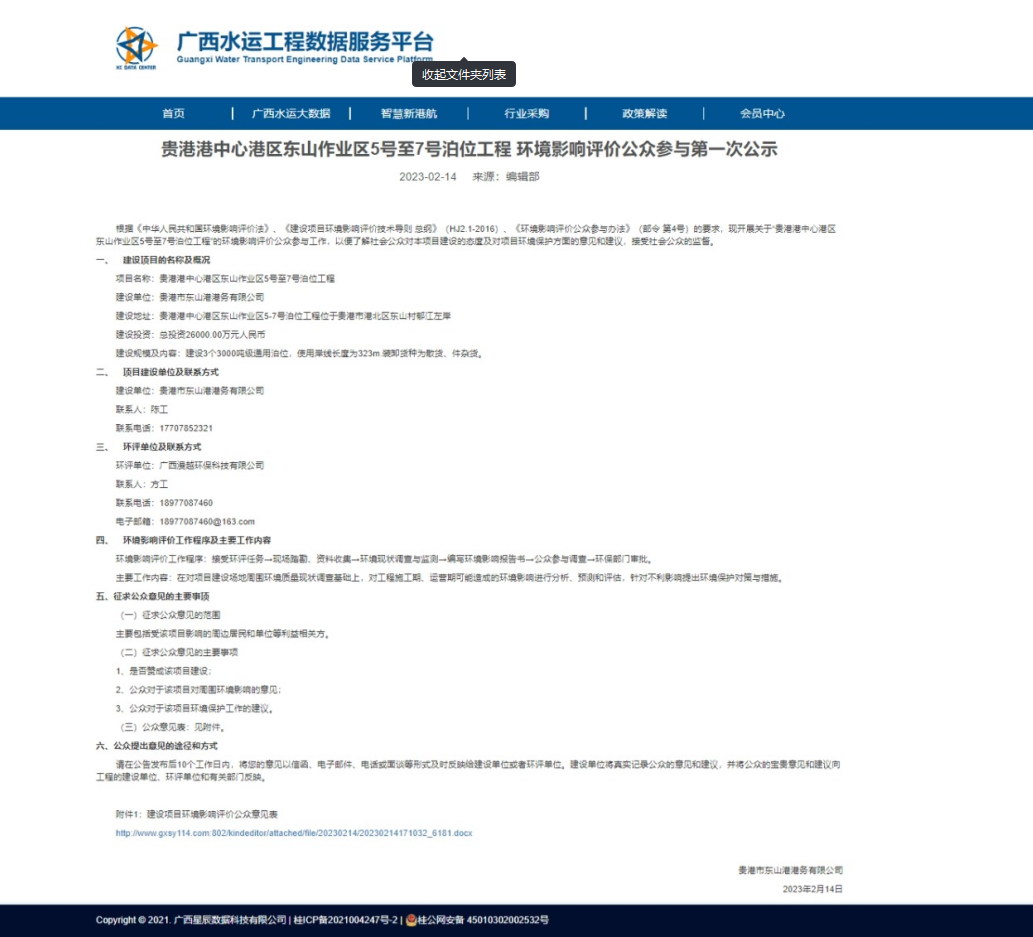 广西水运工程数据服务平台
Guangxi Water Transport Engineering Data Service Platform
XC DATA CENTER
收起文件夹列表
首页 | 广西水运大数据 | 智慧新港航 | 行业采购 | 政策解读 | 会员中心
贵港港中心港区东山作业区5号至7号泊位工程 环境影响评价公众参与第一次公示
2023-02-14 来源：编辑部
根据《中华人民共和国环境影响评价法》、《建设项目环境影响评价技术导则 总纲》（HJ2.1-2016）、《环境影响评价公众参与办法》（部令 第4号）的要求，现开展关于“贵港港中心港区
东山作业区5号至7号泊位工程”的环境影响评价公众参与工作，以便了解社会公众对本项目建设的态度及对项目环境保护方面的意见和建议，接受社会公众的监督。
一、 建设项目的名称及概况
项目名称：贵港港中心港区东山作业区5号至7号泊位工程
建设单位：贵港市东山港港务有限公司
建设地址：贵港港中心港区东山作业区5-7号泊位工程位于贵港市港北区东山村郁江左岸
建设投资：总投资26000.00万元人民币
建设规模及内容：建设3个3000吨级通用泊位，使用岸线长度为323m.装卸货种为散货、件杂货。
二、 项目建设单位及联系方式
建设单位：贵港市东山港港务有限公司
联系人：陈工
联系电话：17707852321
三、 环评单位及联系方式
环评单位：广西漫越环保科技有限公司
联系人：方工
联系电话：18977087460
电子邮箱：18977087460@163.com
四、 环境影响评价工作程序及主要工作内容
环境影响评价工作程序：接受环评任务→现场踏勘、资料收集→环境现状调查与监测→编写环境影响报告书→公众参与调查→环保部门审批。
主要工作内容：在对项目建设场地周围环境质量现状调查基础上，对工程施工期、运营期可能造成的环境影响进行分析、预测和评估，针对不利影响提出环境保护对策与措施。
五、征求公众意见的主要事项
（一）征求公众意见的范围
主要包括受该项目影响的周边居民和单位等利益相关方。
（二）征求公众意见的主要事项
1、是否赞成该项目建设；
2、公众对于该项目对周围环境影响的意见；
3、公众对于该项目环境保护工作的建议。
（三）公众意见表：见附件。
六、公众提出意见的途径和方式
请在公告发布后10个工作日内，将您的意见以信函、电子邮件、电话或面谈等形式及时反映给建设单位或者环评单位。建设单位将真实记录公众的意见和建议，并将公众的宝贵意见和建议向
工程的建设单位、环评单位和有关部门反映。
附件1：建设项目环境影响评价公众意见表
http://www.gxsy114.com:802/kindeditor/attached/file/20230214/20230214171032_6181.docx
贵港市东山港港务有限公司
2023年2月14日
Copyright © 2021. 广西星辰数据科技有限公司 | 桂ICP备2021004247号-2 | 桂公网安备 45010302002532号